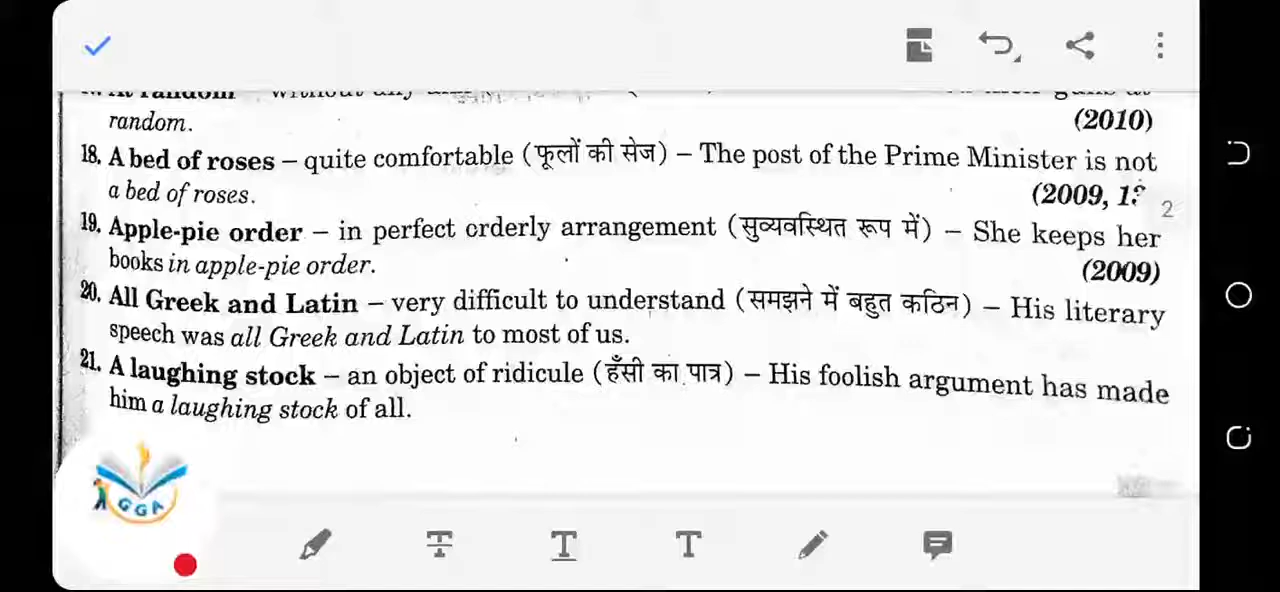 random. (2010)
18. A bed of roses – quite comfortable (फूलों की सेज) – The post of the Prime Minister is not
a bed of roses. (2009,
2
19. Apple-pie order – in perfect orderly arrangement (सुव्यवस्थित रूप में) – She keeps her
books in apple-pie order. (2009)
20. All Greek and Latin – very difficult to understand (समझने में बहुत कठिन) – His literary
speech was all Greek and Latin to most of us.
21. A laughing stock – an object of ridicule (हँसी का पात्र) – His foolish argument has made
him a laughing stock of all.
GGA
T T T